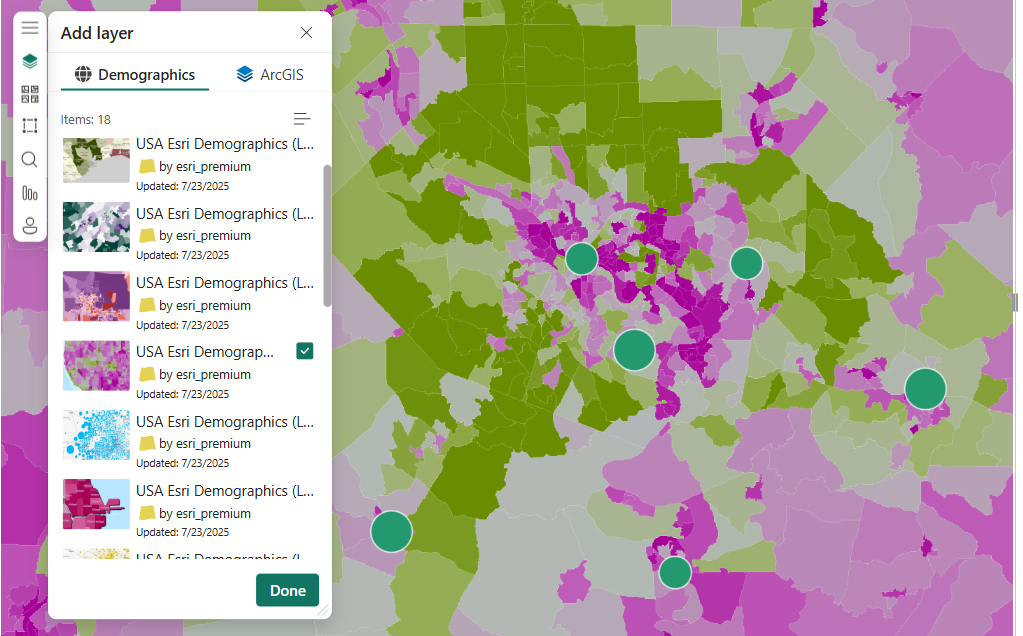 Add layer
Demographics
ArcGIS
Items: 18
USA Esri Demographics (L...
by esri_premium
Updated: 7/23/2025
USA Esri Demographics (L...
by esri_premium
Updated: 7/23/2025
USA Esri Demographics (L...
by esri_premium
Updated: 7/23/2025
USA Esri Demograp...
by esri_premium
Updated: 7/23/2025
USA Esri Demographics (L...
by esri_premium
Updated: 7/23/2025
USA Esri Demographics (L...
by esri_premium
Updated: 7/23/2025
USA Esri Demographics (L...
Done